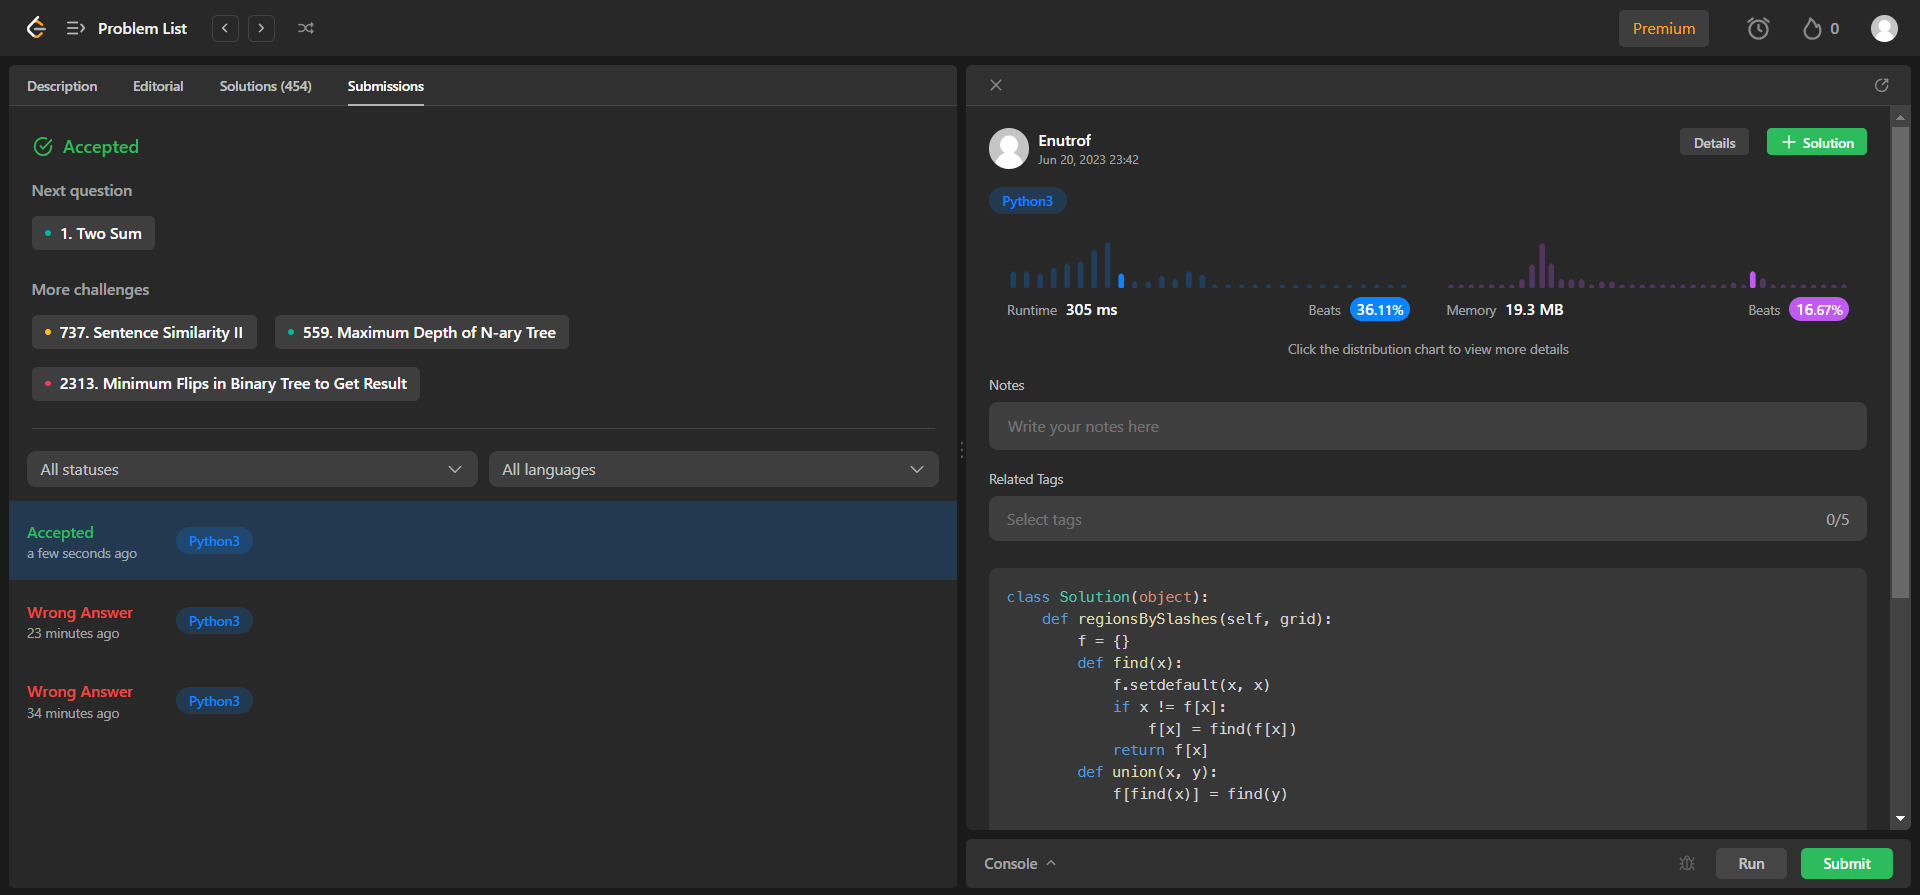 Problem List
Premium
0
Description Editorial Solutions (454) Submissions
Accepted
Next question
1. Two Sum
More challenges
737. Sentence Similarity II
559. Maximum Depth of N-ary Tree
2313. Minimum Flips in Binary Tree to Get Result
All statuses
All languages
Accepted
a few seconds ago
Python3
Wrong Answer
23 minutes ago
Python3
Wrong Answer
34 minutes ago
Python3
Enutrof
Jun 20, 2023 23:42
Details
Solution
Python3
Runtime 305 ms
Beats 36.11%
Memory 19.3 MB
Beats 16.67%
Click the distribution chart to view more details
Notes
Write your notes here
Related Tags
Select tags
0/5
class Solution(object):
    def regionsBySlashes(self, grid):
        f = {}
        def find(x):
            f.setdefault(x, x)
            if x != f[x]:
                f[x] = find(f[x])
            return f[x]
        def union(x, y):
            f[find(x)] = find(y)
Console
Run
Submit